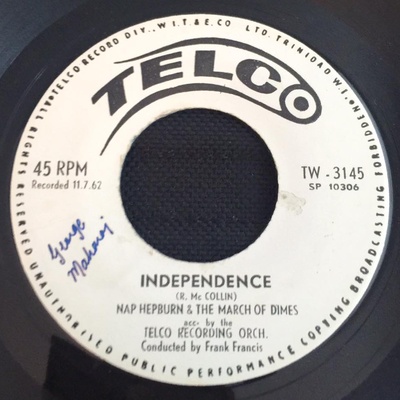 TELCO RECORD DIV., W.I.T. & E. CO. LTD. TRINIDAD W.I. ALL RIGHTS RESERVED UNAUTHORISED PUBLIC PERFORMANCE COPYING BROADCASTING FORBIDDEN
TELCO
45 RPM
Recorded 11.7.62
TW - 3145
SP 10306
George
Maharaj
INDEPENDENCE
(R. Mc COLLIN)
NAP HEPBURN & THE MARCH OF DIMES
acc. by the
TELCO RECORDING ORCH.
Conducted by Frank Francis